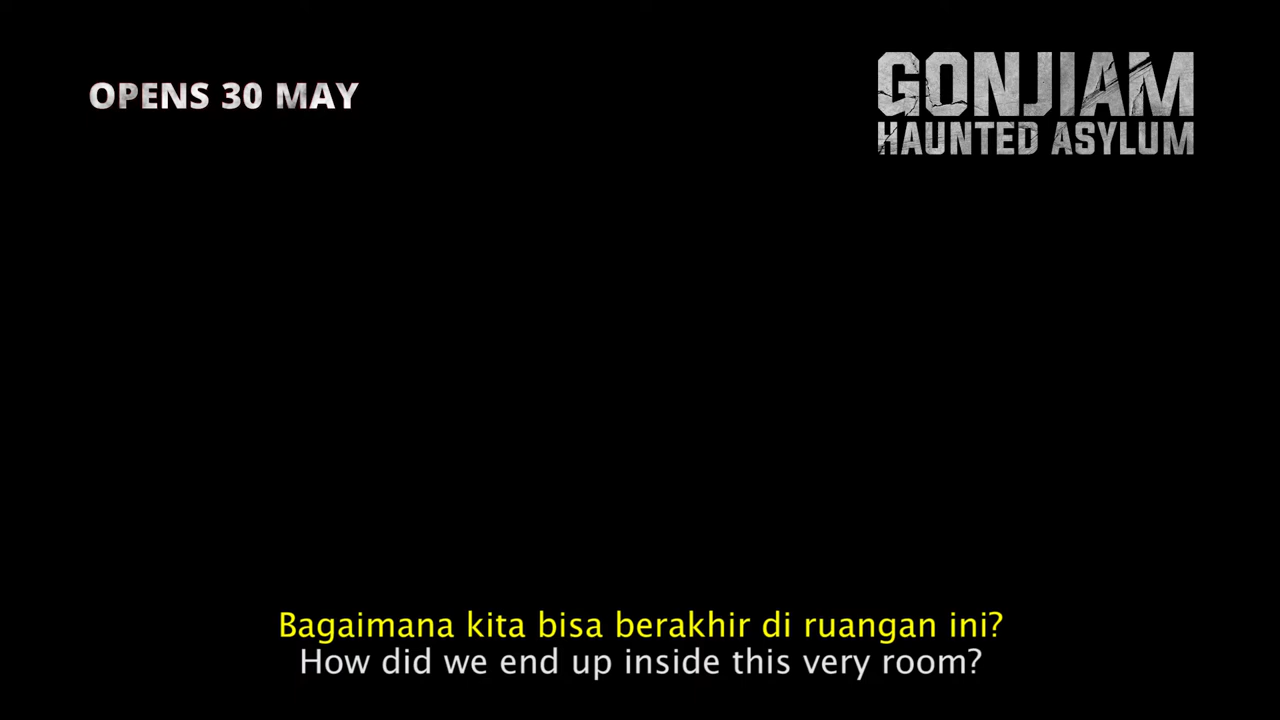 OPENS 30 MAY
GONJIAM
HAUNTED ASYLUM
Bagaimana kita bisa berakhir di ruangan ini?
How did we end up inside this very room?